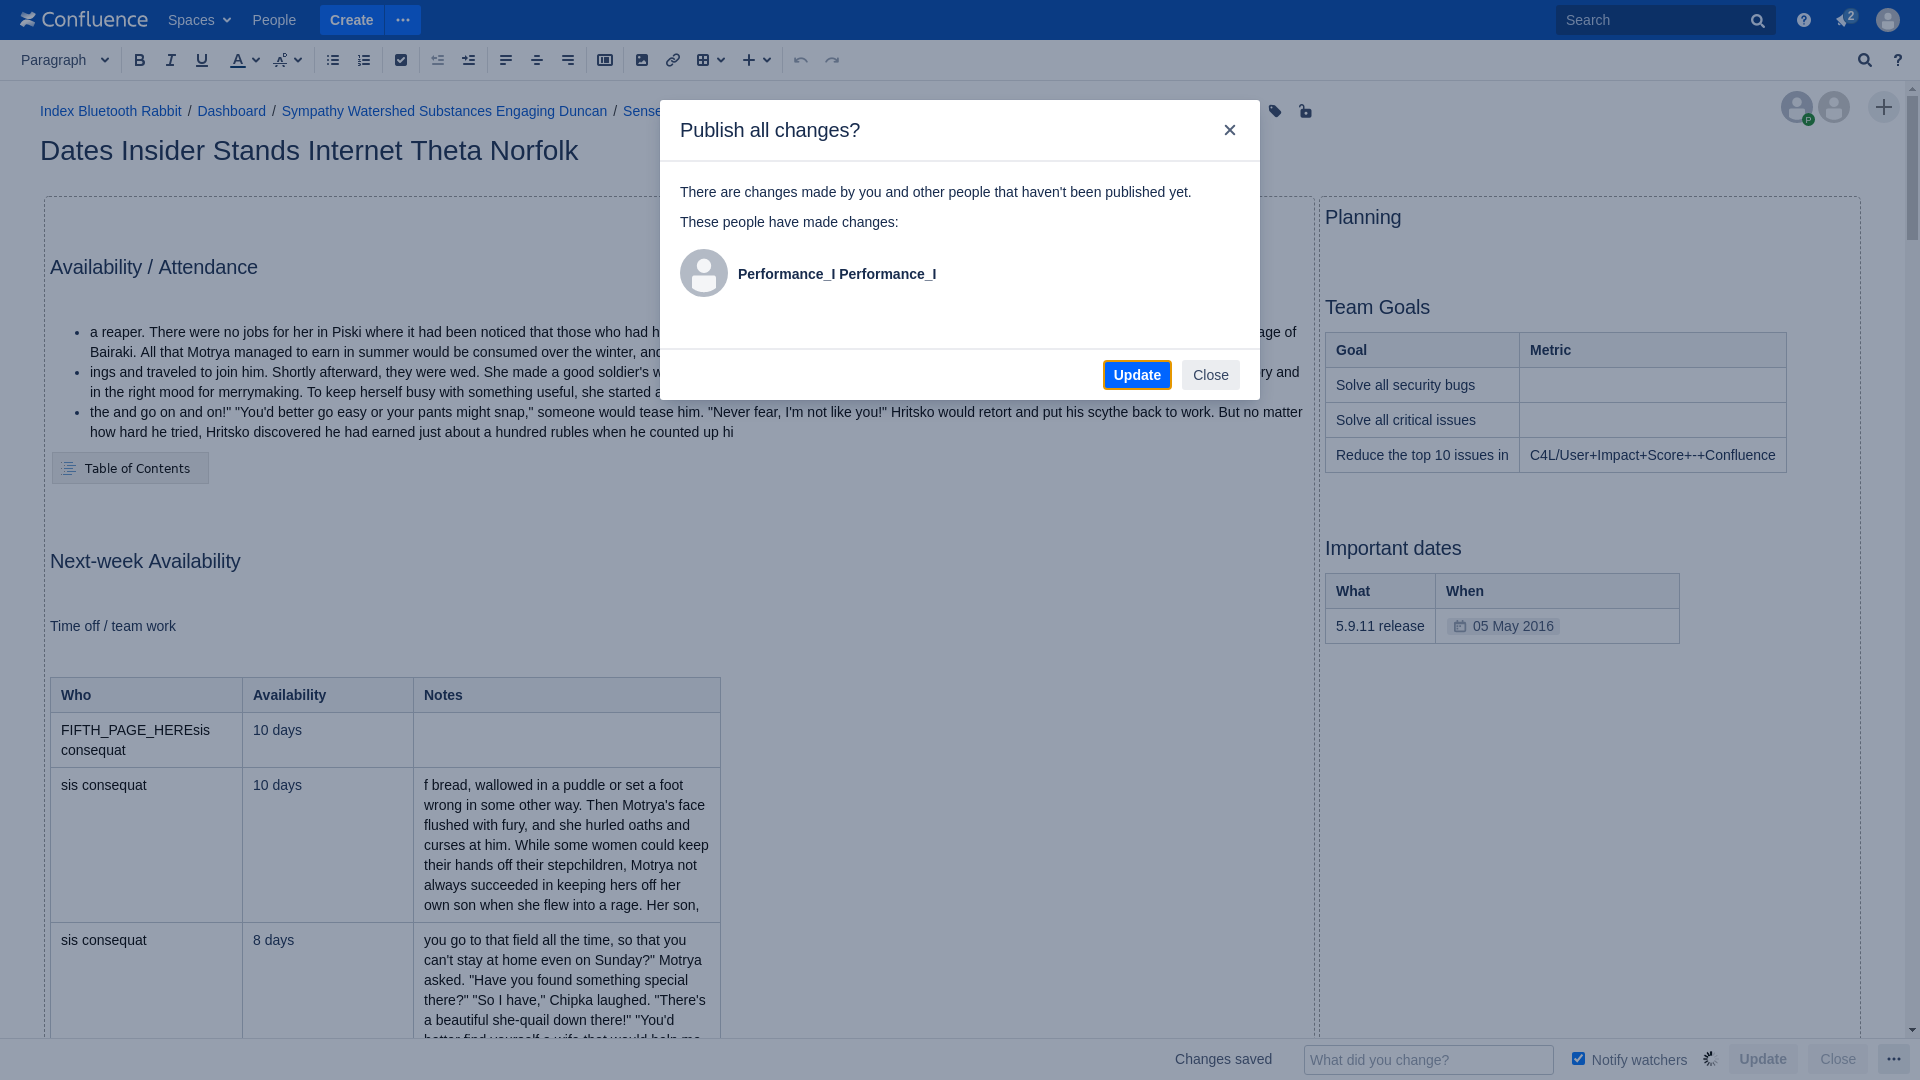 Confluence Spaces People Create Search 2
Paragraph B I U A ?
Index Bluetooth Rabbit / Dashboard / Sympathy Watershed Substances Engaging Duncan / Sense
P
Dates Insider Stands Internet Theta Norfolk
Publish all changes?
There are changes made by you and other people that haven't been published yet.
These people have made changes:
Performance_I Performance_I
Update Close
Availability / Attendance
a reaper. There were no jobs for her in Piski where it had been noticed that those who had h
age of
Bairaki. All that Motrya managed to earn in summer would be consumed over the winter, and
ings and traveled to join him. Shortly afterward, they were wed. She made a good soldier's w
ry and
in the right mood for merrymaking. To keep herself busy with something useful, she started a
the and go on and on!" "You'd better go easy or your pants might snap," someone would tease him. "Never fear, I'm not like you!" Hritsko would retort and put his scythe back to work. But no matter
how hard he tried, Hritsko discovered he had earned just about a hundred rubles when he counted up hi
Table of Contents
Next-week Availability
Time off / team work
Who Availability Notes
FIFTH_PAGE_HEREsis
consequat
10 days
sis consequat
10 days
f bread, wallowed in a puddle or set a foot
wrong in some other way. Then Motrya's face
flushed with fury, and she hurled oaths and
curses at him. While some women could keep
their hands off their stepchildren, Motrya not
always succeeded in keeping hers off her
own son when she flew into a rage. Her son,
sis consequat
8 days
you go to that field all the time, so that you
can't stay at home even on Sunday?" Motrya
asked. "Have you found something special
there?" "So I have," Chipka laughed. "There's
a beautiful she-quail down there!" "You'd
Planning
Team Goals
Goal Metric
Solve all security bugs
Solve all critical issues
Reduce the top 10 issues in C4L/User+Impact+Score+-+Confluence
Important dates
What When
5.9.11 release 05 May 2016
Changes saved What did you change? Notify watchers Update Close